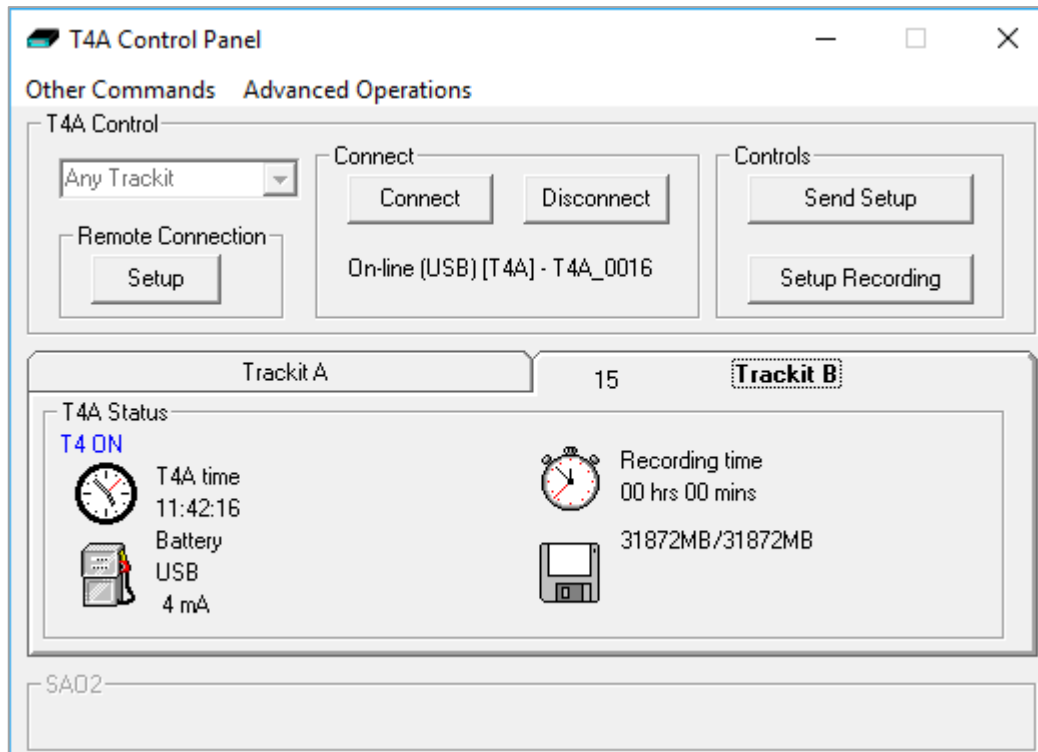 T4A Control Panel
Other Commands Advanced Operations
T4A Control
Any Trackit
Remote Connection
Setup
Connect
Connect Disconnect
On-line (USB) [T4A] - T4A_0016
Controls
Send Setup
Setup Recording
Trackit A
15 Trackit B
T4A Status
T4 ON
T4A time
11:42:16
Battery
USB
4 mA
Recording time
00 hrs 00 mins
31872MB/31872MB
SAO2